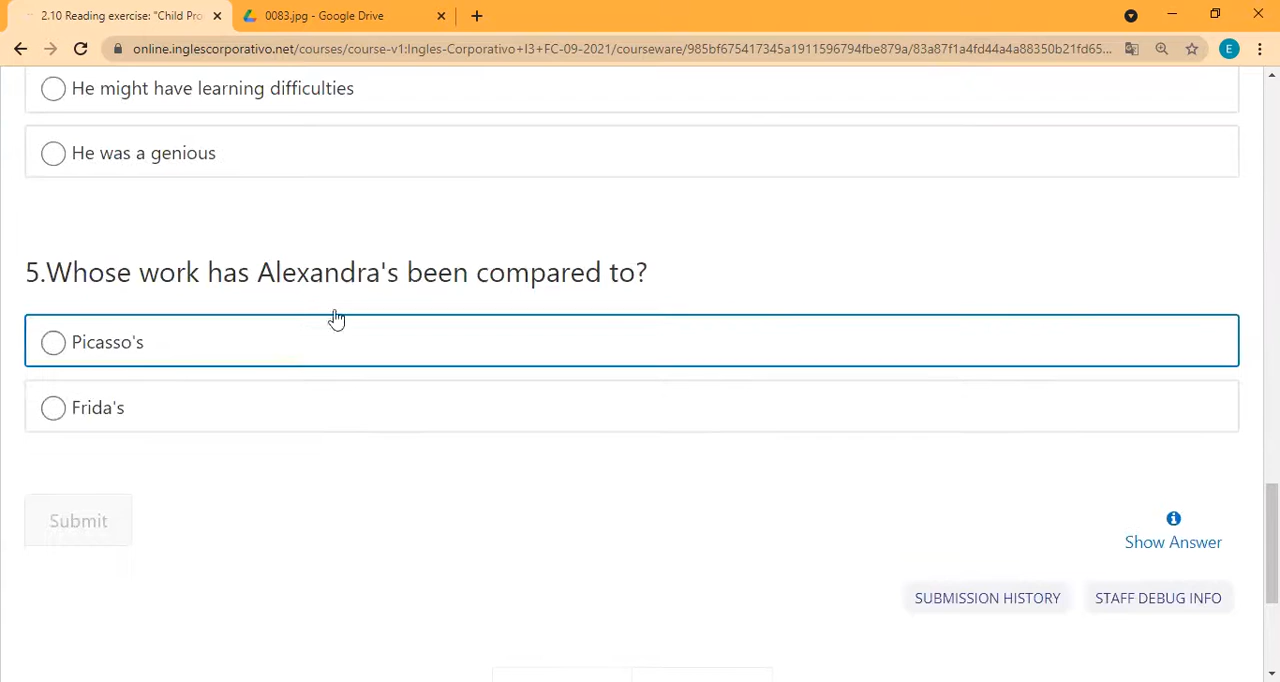 2.10 Reading exercise: "Child Pro
0083.jpg - Google Drive
online.inglescorporativo.net/courses/course-v1:Ingles-Corporativo+I3+FC-09-2021/courseware/985bf675417345a1911596794fbe879a/83a87f1a4fd44a4a88350b21fd65...
E
He might have learning difficulties
He was a genious
5.Whose work has Alexandra's been compared to?
Picasso's
Frida's
Submit
Show Answer
SUBMISSION HISTORY
STAFF DEBUG INFO